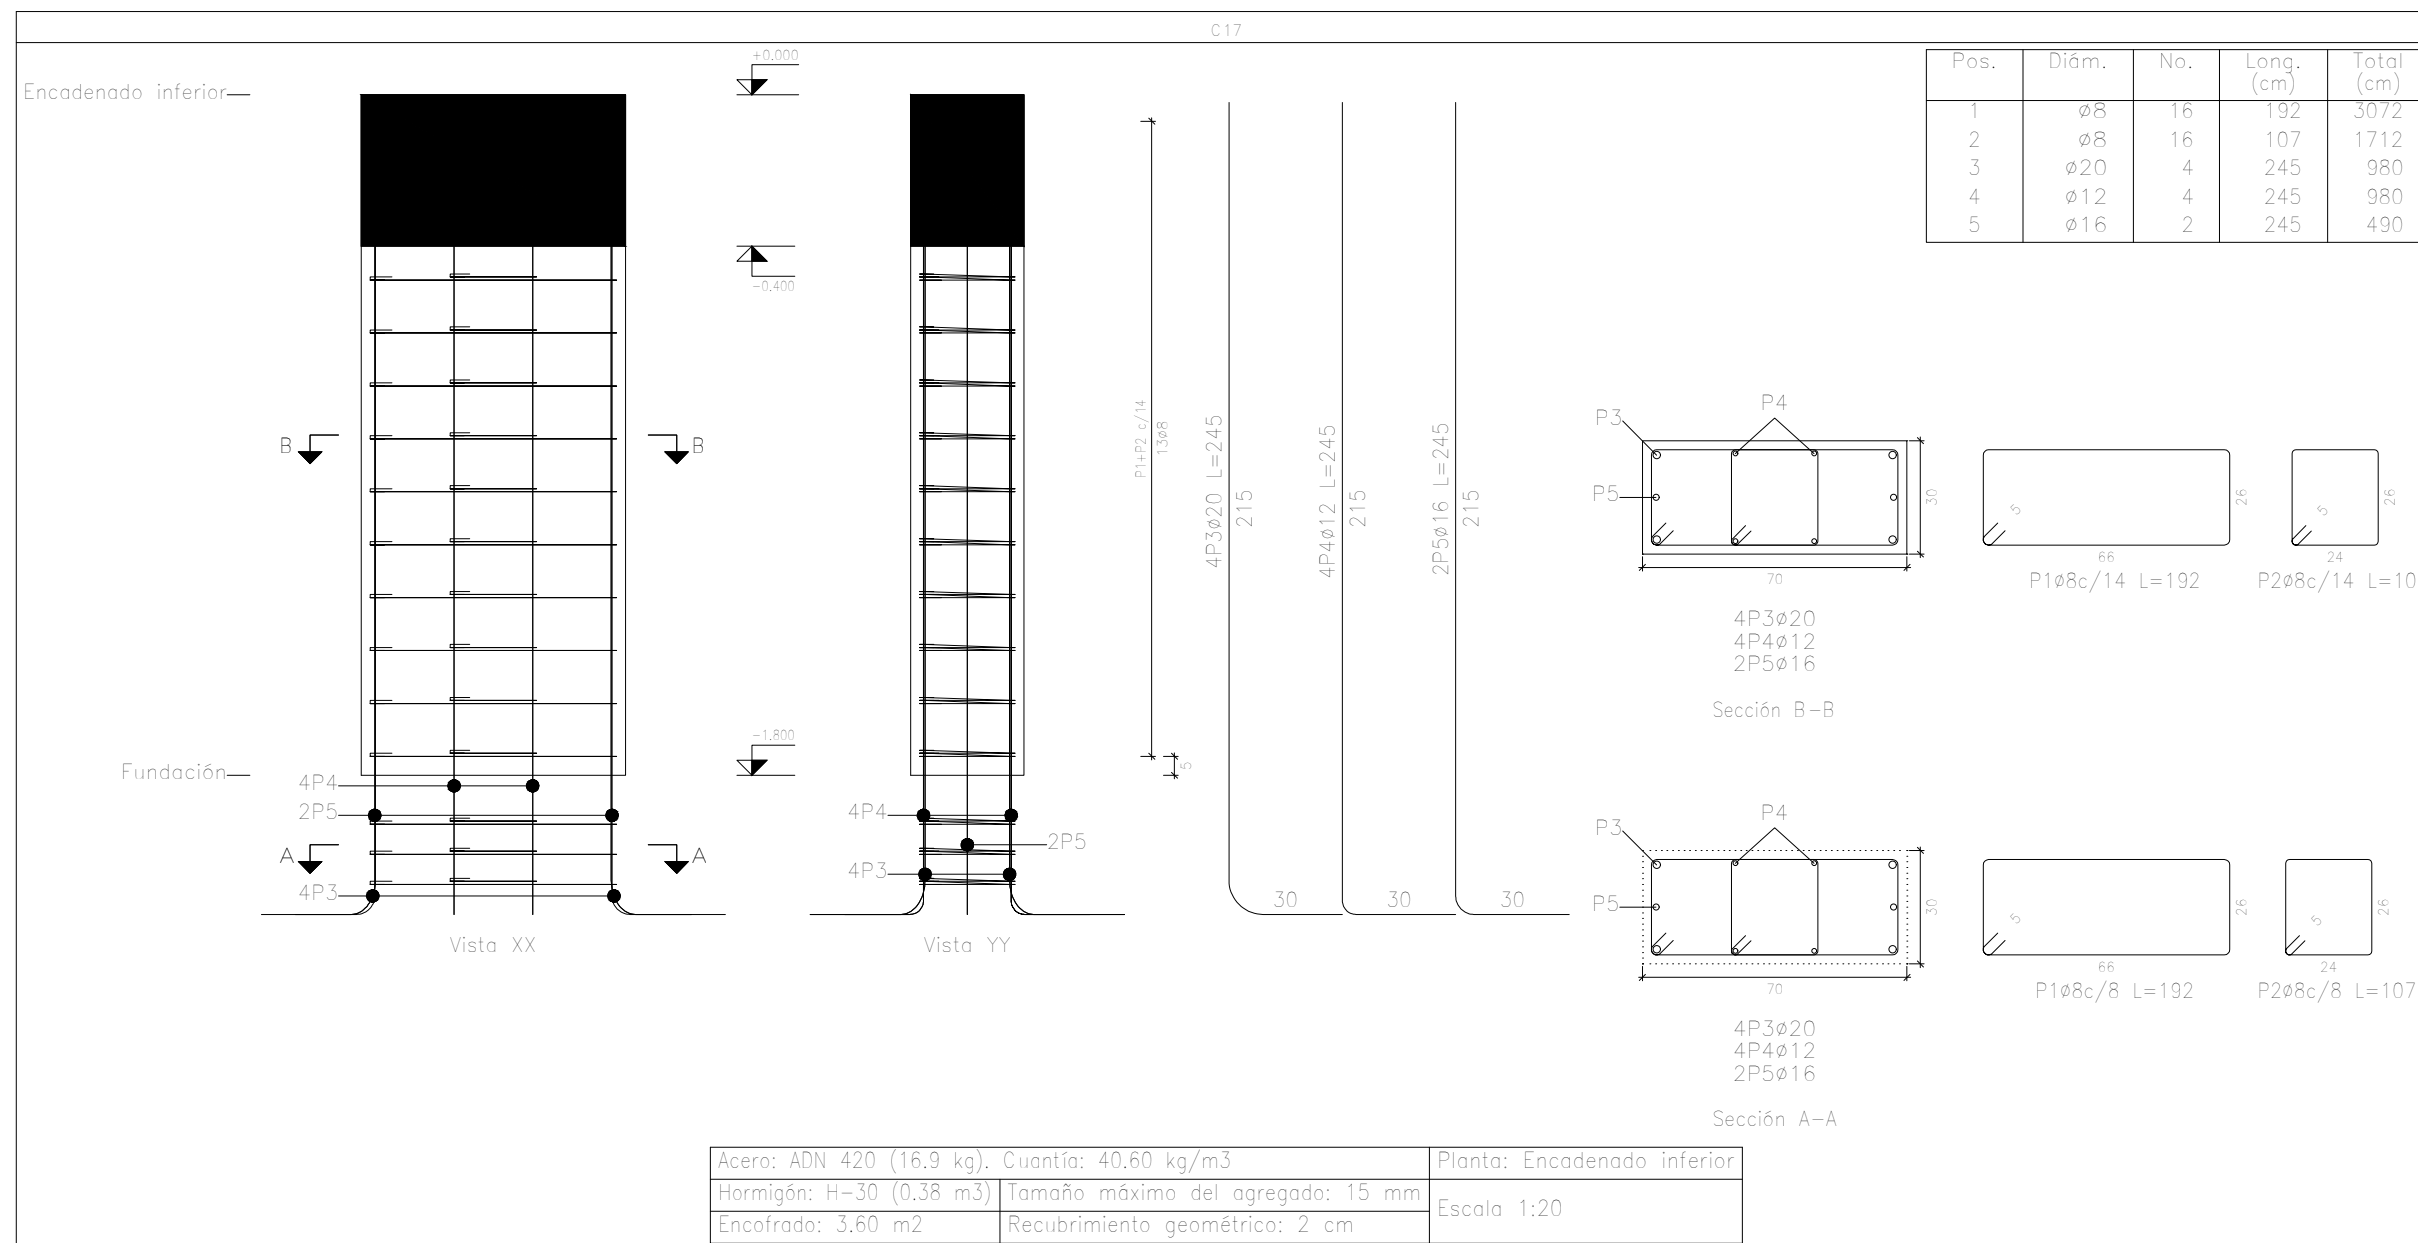 C17
Encadenado inferior
+0.000
-0.400
B
B
-1.800
Fundación
4P4
2P5
A
A
4P3
Vista XX
4P4
2P5
4P3
Vista YY
P1+P2 c/14
13ø8
5
4P3ø20 L=245
215
30
4P4ø12 L=245
215
30
2P5ø16 L=245
215
30
Pos. Diám. No. Long. (cm) Total (cm)
1 ø8 16 192 3072
2 ø8 16 107 1712
3 ø20 4 245 980
4 ø12 4 245 980
5 ø16 2 245 490
P4
P3
P5
30
70
4P3ø20
4P4ø12
2P5ø16
Sección B-B
5
26
66
P1ø8c/14 L=192
5
26
24
P2ø8c/14 L=10
P4
P3
P5
30
70
4P3ø20
4P4ø12
2P5ø16
Sección A-A
5
26
66
P1ø8c/8 L=192
5
26
24
P2ø8c/8 L=107
Acero: ADN 420 (16.9 kg). Cuantía: 40.60 kg/m3
Planta: Encadenado inferior
Hormigón: H-30 (0.38 m3)
Tamaño máximo del agregado: 15 mm
Escala 1:20
Encofrado: 3.60 m2
Recubrimiento geométrico: 2 cm